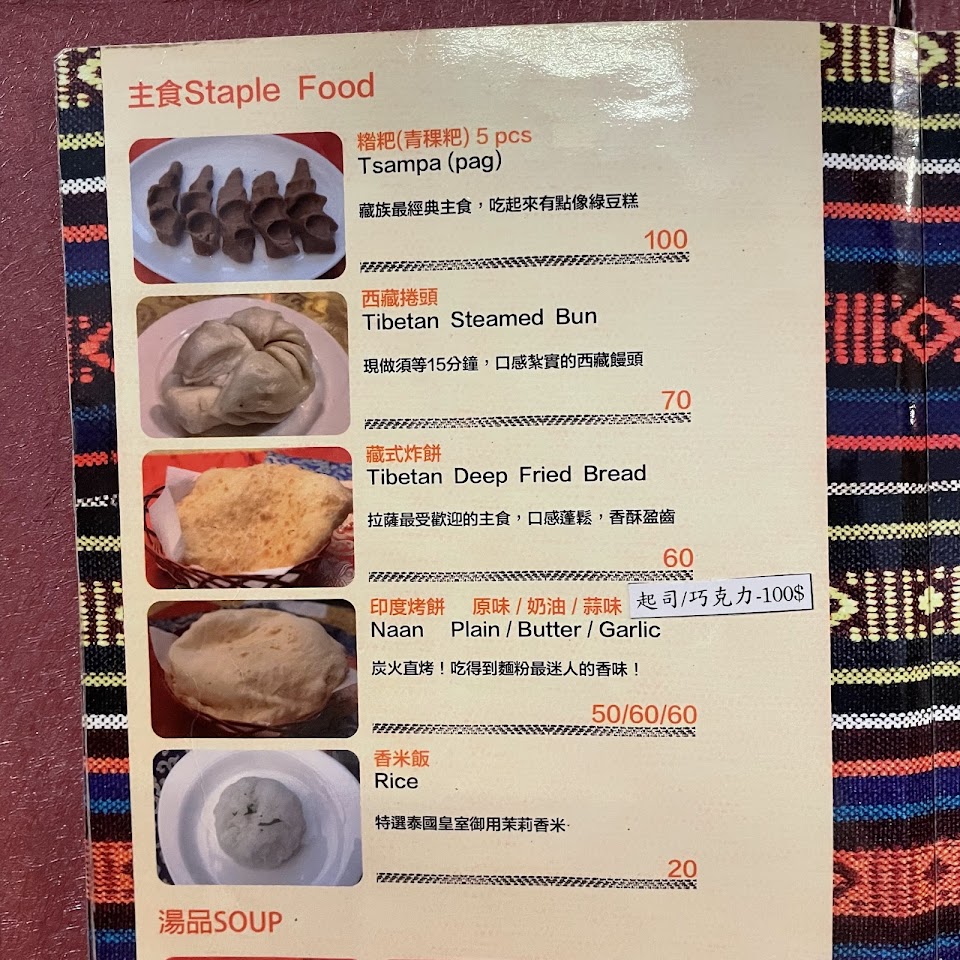 主食Staple Food
糌粑(青稞粑) 5 pcs
Tsampa (pag)
藏族最經典主食，吃起來有點像綠豆糕
100
西藏捲頭
Tibetan Steamed Bun
現做須等15分鐘，口感紮實的西藏饅頭
70
藏式炸餅
Tibetan Deep Fried Bread
拉薩最受歡迎的主食，口感蓬鬆，香酥盈齒
60
印度烤餅 原味 / 奶油 / 蒜味
起司/巧克力-100$
Naan Plain / Butter / Garlic
炭火直烤！吃得到麵粉最迷人的香味！
50/60/60
香米飯
Rice
特選泰國皇室御用茉莉香米
20
湯品SOUP